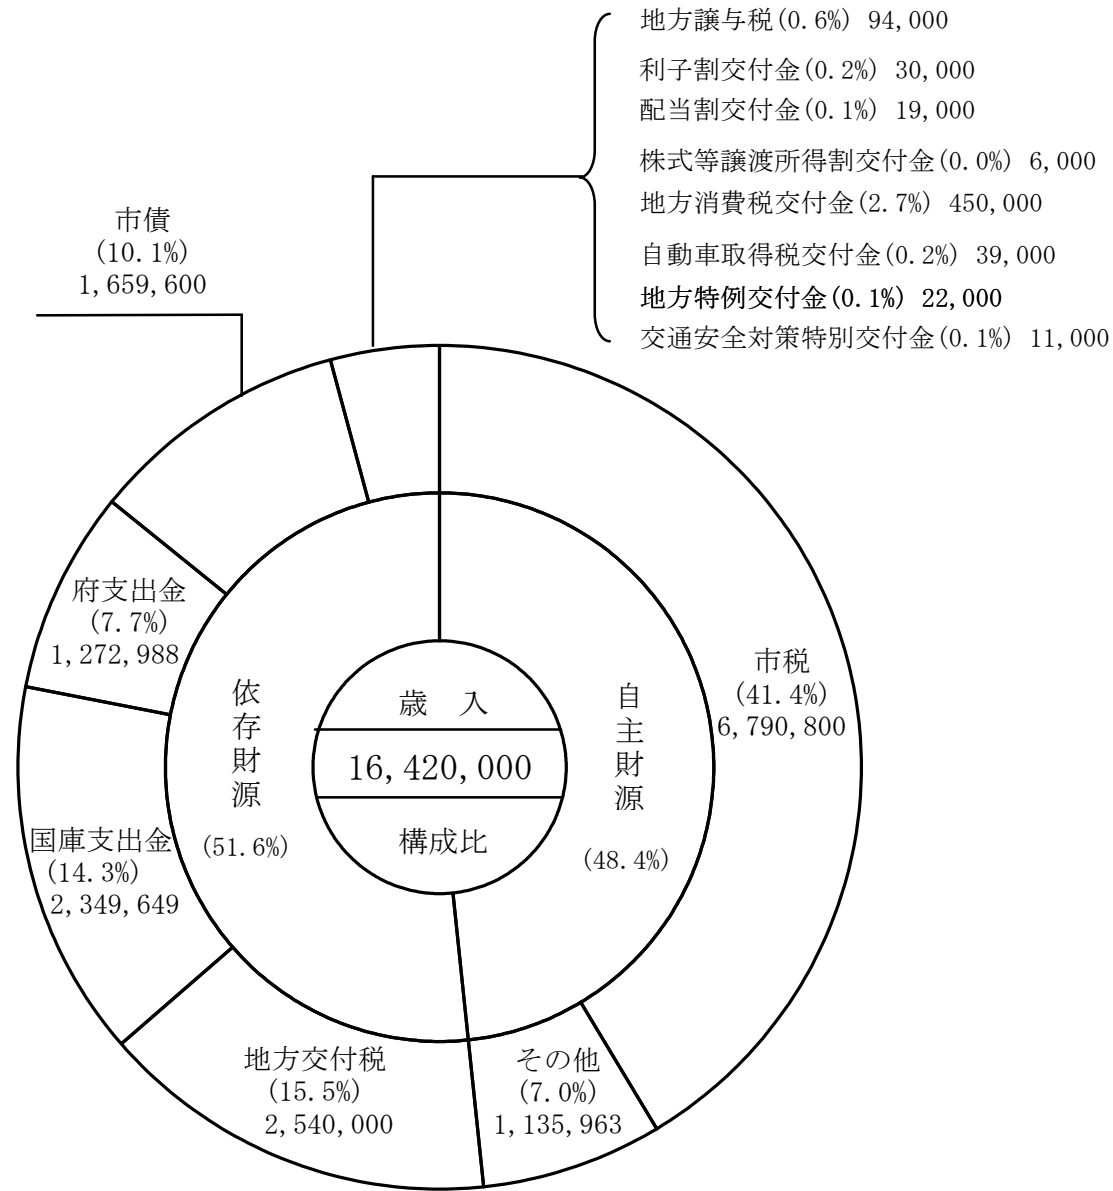 地方譲与税(0.6%) 94,000
利子割交付金(0.2%) 30,000
配当割交付金(0.1%) 19,000
株式等譲渡所得割交付金(0.0%) 6,000
地方消費税交付金(2.7%) 450,000
自動車取得税交付金(0.2%) 39,000
地方特例交付金(0.1%) 22,000
交通安全対策特別交付金(0.1%) 11,000
市債
(10.1%)
1,659,600
府支出金
(7.7%)
1,272,988
国庫支出金
(14.3%)
2,349,649
地方交付税
(15.5%)
2,540,000
その他
(7.0%)
1,135,963
市税
(41.4%)
6,790,800
依存財源
(51.6%)
歳 入
16,420,000
構成比
自主財源
(48.4%)